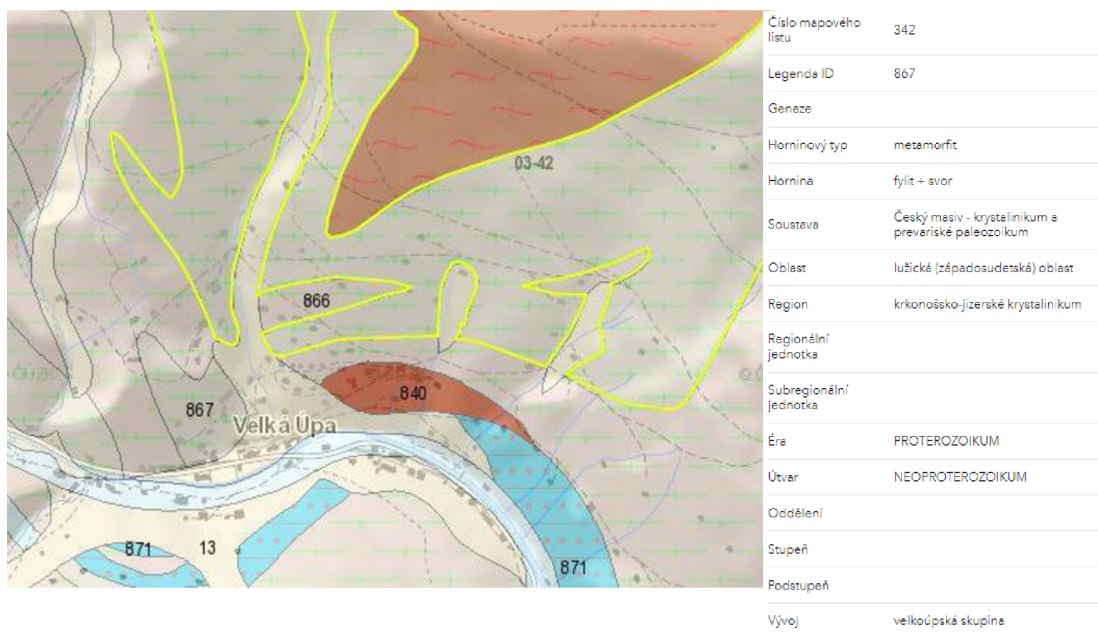 03-42
866
867
840
Velká Úpa
871
13
871
Číslo mapového
listu
342
Legenda ID
867
Geneze
Horninový typ
metamorfit
Hornina
fylit + svor
Soustava
Český masiv - krystalinikum a
prevariské paleozoikum
Oblast
lužická (západosudetská) oblast
Region
krkonošsko-jizerské krystalinikum
Regionální
jednotka
Subregionální
jednotka
Éra
PROTEROZOIKUM
Útvar
NEOPROTEROZOIKUM
Oddělení
Stupeň
Podstupeň
Vývoj
velkoúpská skupina